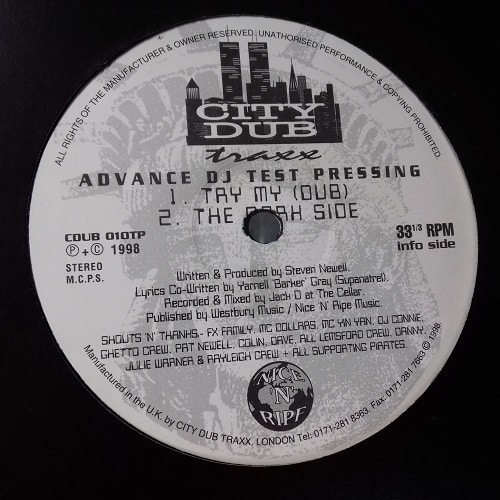 ALL RIGHTS OF THE MANUFACTURER & OWNER RESERVED. UNATHORISED PERFORMANCE & COPYING PROHIBITED.
CITY
DUB
traxx
ADVANCE DJ TEST PRESSING
1. TRY MY (DUB)
2. THE DARK SIDE
CDUB 010TP
Ⓟ + Ⓒ 1998
STEREO
M.C.P.S.
33 1/3 RPM
info side
Written & Produced by Steven Newell.
Lyrics Co-Written by Yarnell 'Barker' Gray (Supanatrel).
Recorded & Mixed by Jack O at The Cellar.
Published by Westbury Music / Nice 'N' Ripe Music.
SHOUTS 'N' THANKS,- FX FAMILY, MC DOLLARS, MC YIN YAN, DJ CONNIE,
GHETTO CREW, PAT NEWELL, COLIN, DAVE, ALL LEMSFORD CREW, DANNY,
JULIE WARNER & RAYLEIGH CREW + ALL SUPPORTING PIRATES.
NICE
'N'
RIPE
Manufactured in the U.K. by CITY DUB TRAXX, LONDON Tel: 0171-281 8363. Fax: 0171-281 7663 © 1998